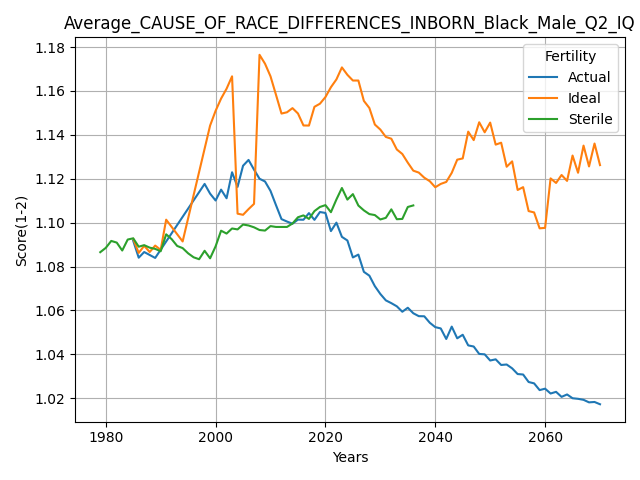 Average_CAUSE_OF_RACE_DIFFERENCES_INBORN_Black_Male_Q2_IQ
Fertility
Actual
Ideal
Sterile
Score(1-2)
1.18
1.16
1.14
1.12
1.10
1.08
1.06
1.04
1.02
1980
2000
2020
2040
2060
Years